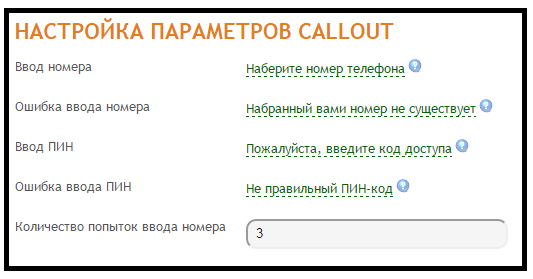 НАСТРОЙКА ПАРАМЕТРОВ CALLOUT
Ввод номера Наберите номер телефона
Ошибка ввода номера Набранный вами номер не существует
Ввод ПИН Пожалуйста, введите код доступа
Ошибка ввода ПИН Не правильный ПИН-код
Количество попыток ввода номера 3